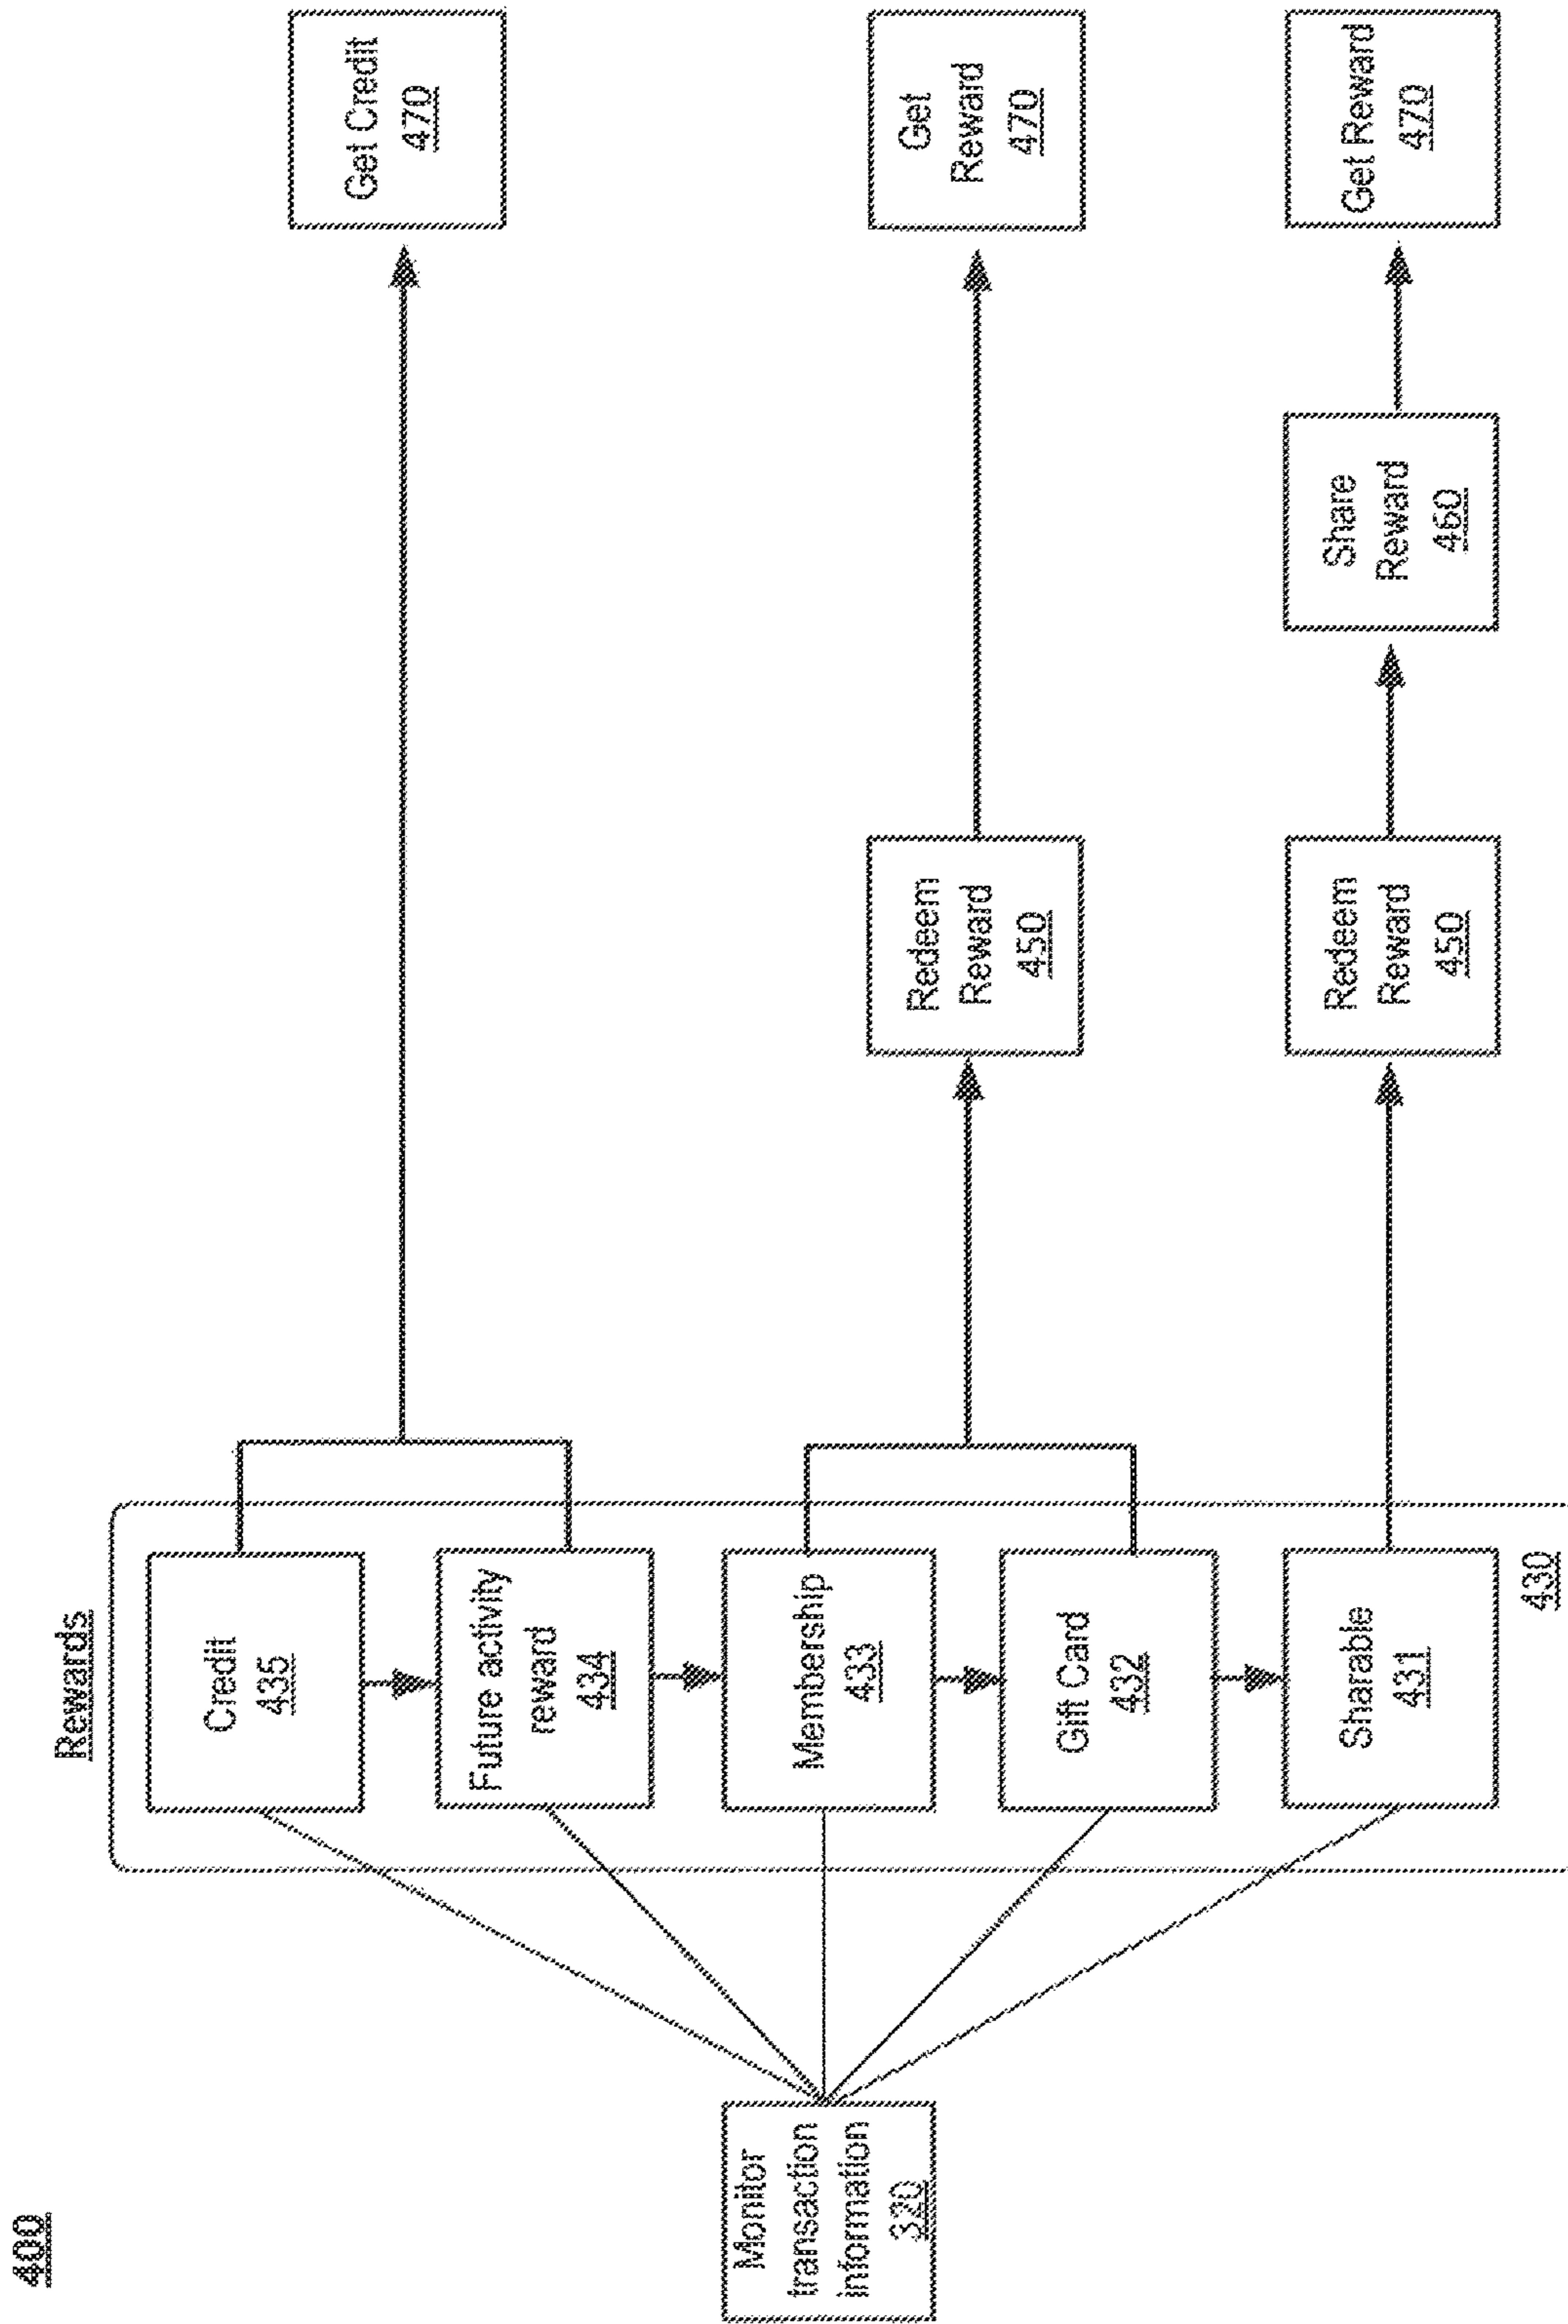 400
Rewards
Monitor
transaction
information
320
Credit
435
Future activity
reward
434
Membership
433
Gift Card
432
Sharable
431
430
Get Credit
470
Redeem
Reward
450
Get
Reward
470
Redeem
Reward
450
Share
Reward
460
Get Reward
470